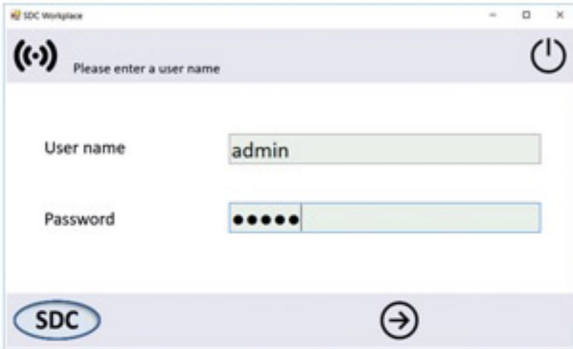 SDC Workplace
Please enter a user name
User name
admin
Password
●●●●●
SDC